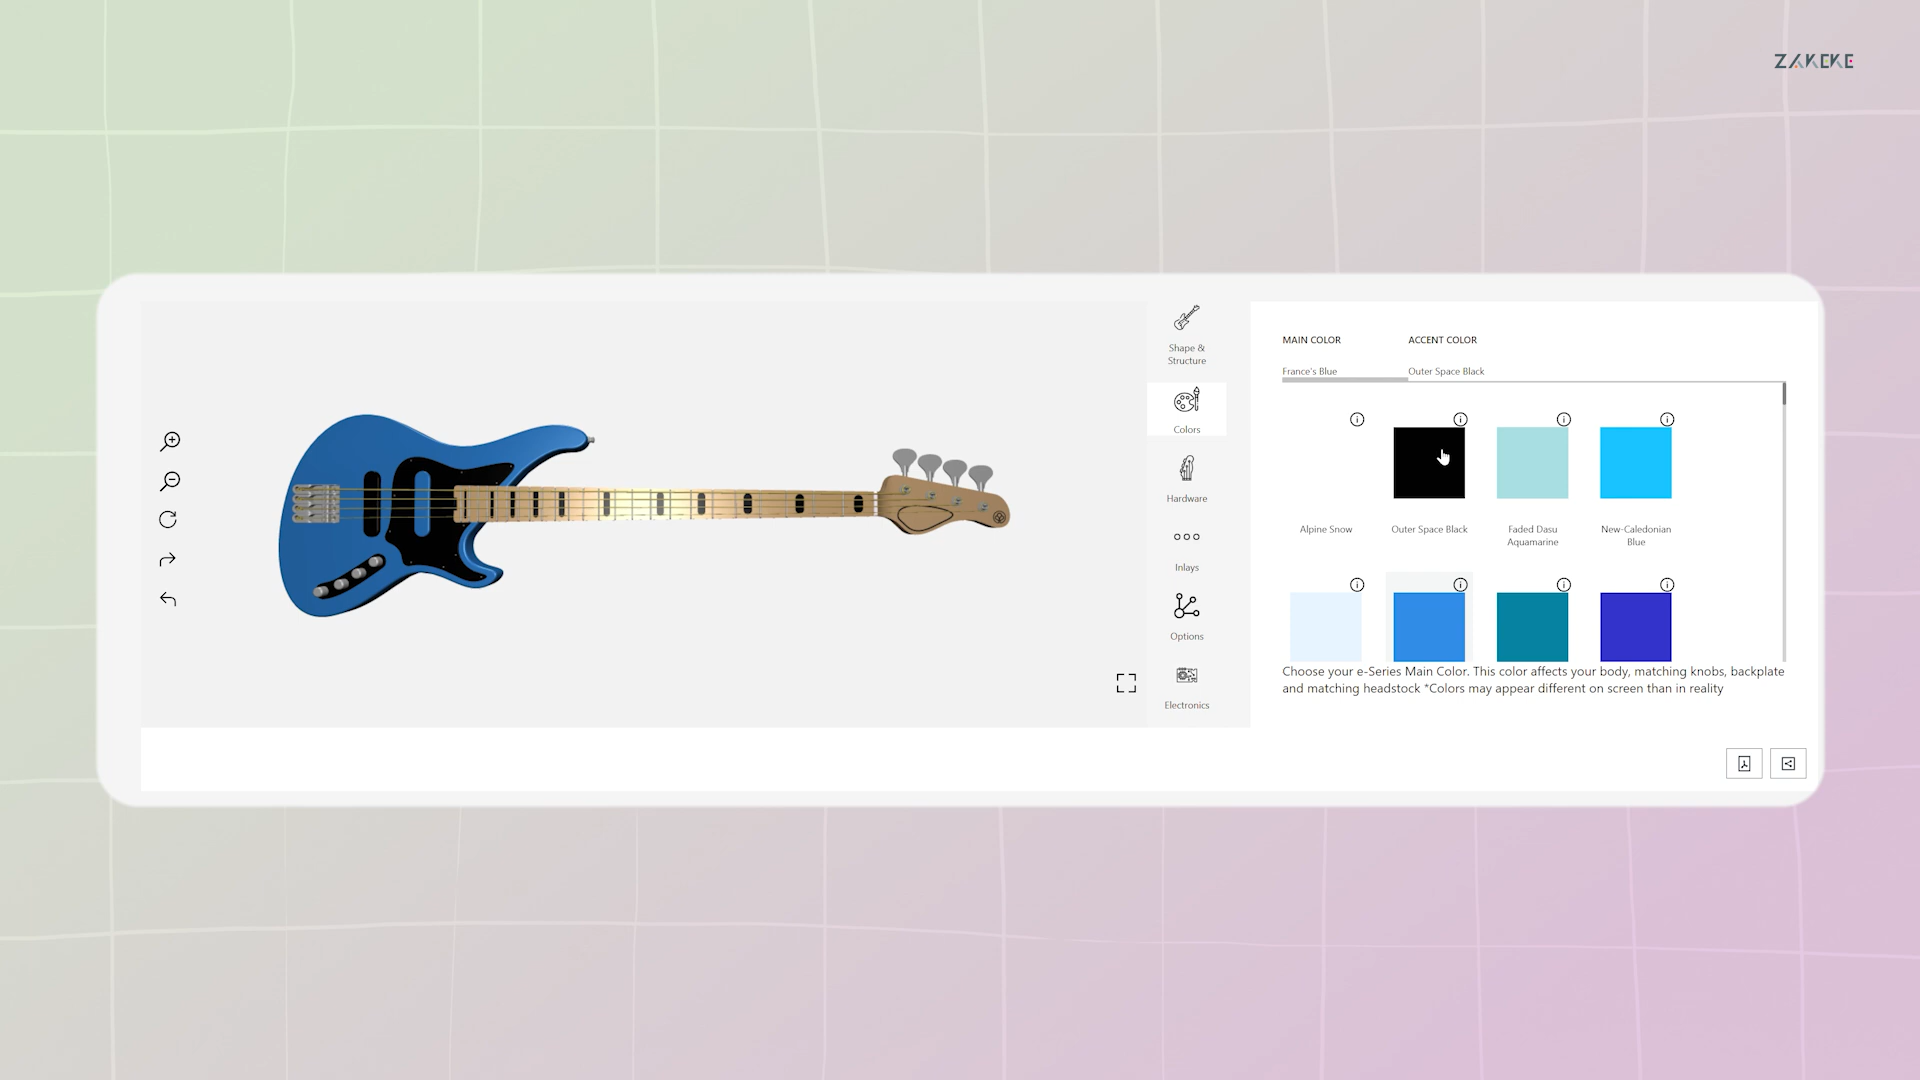 ZAKEKE
Shape &
Structure
Colors
Hardware
Inlays
Options
Electronics
MAIN COLOR
ACCENT COLOR
France's Blue
Outer Space Black
Alpine Snow
Outer Space Black
Faded Dasu
Aquamarine
New-Caledonian
Blue
Choose your e-Series Main Color. This color affects your body, matching knobs, backplate
and matching headstock *Colors may appear different on screen than in reality